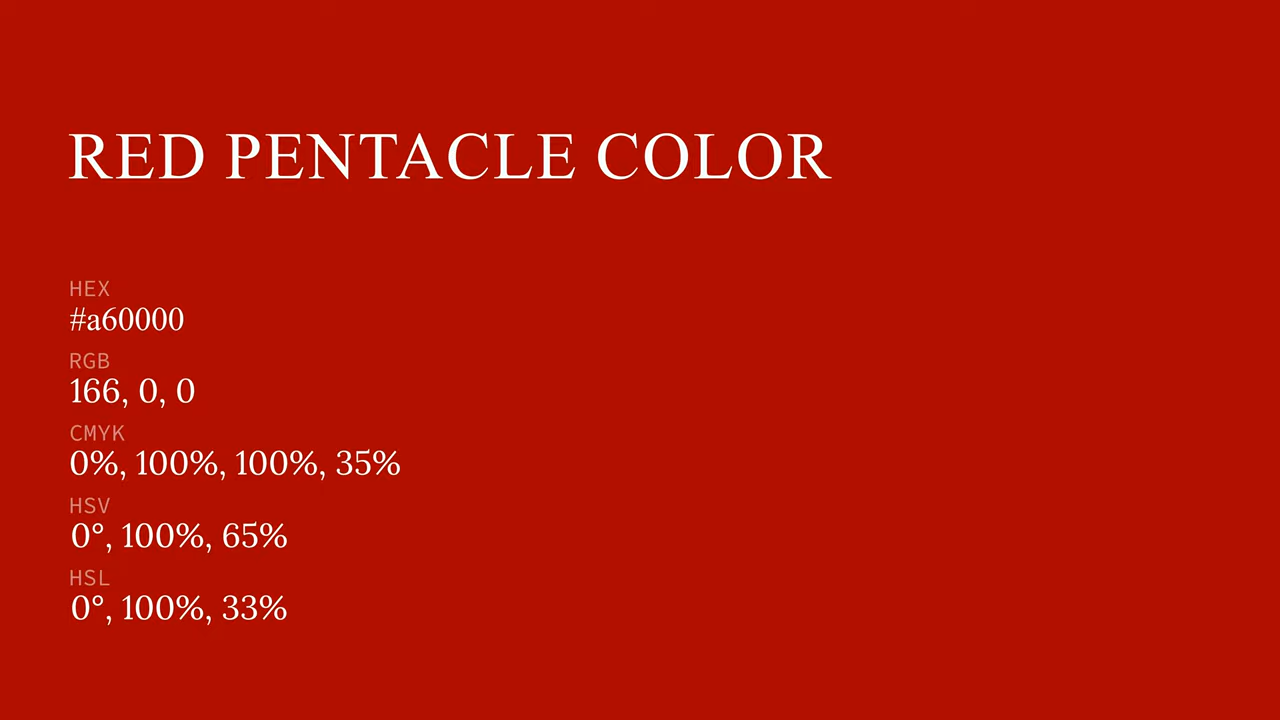 RED PENTACLE COLOR
HEX
#a60000
RGB
166, 0, 0
CMYK
0%, 100%, 100%, 35%
HSV
0°, 100%, 65%
HSL
0°, 100%, 33%